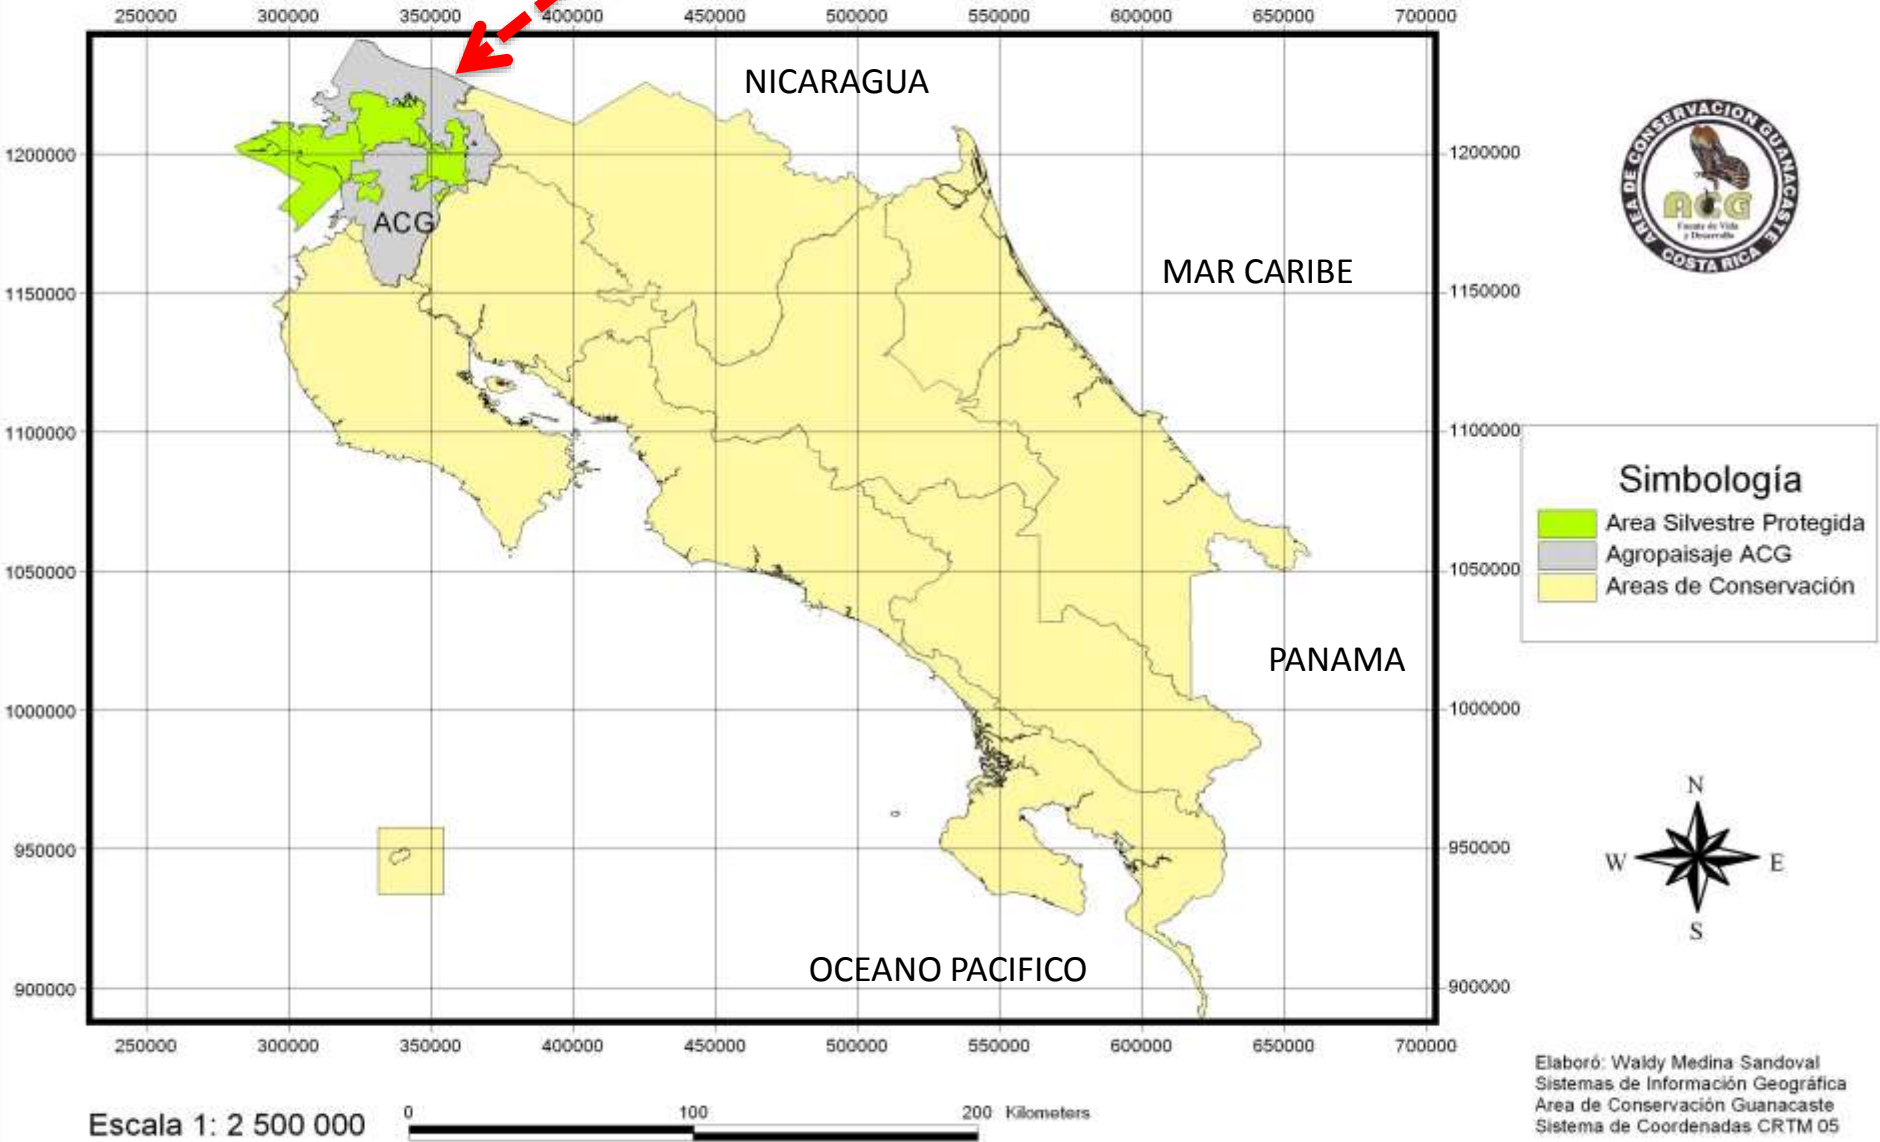 250000 300000 350000 400000 450000 500000 550000 600000 650000 700000
NICARAGUA
1200000 1200000
ACG
MAR CARIBE
1150000 1150000
1100000 1100000
1050000 1050000
PANAMA
1000000 1000000
950000 950000
OCEANO PACIFICO
900000 900000
250000 300000 350000 400000 450000 500000 550000 600000 650000 700000
Escala 1: 2 500 000
0 100 200 Kilometers
AREA DE CONSERVACION GUANACASTE
ACG
Fuente de Vida
y Desarrollo
COSTA RICA
Simbología
Area Silvestre Protegida
Agropaisaje ACG
Areas de Conservación
N
W E
S
Elaboró: Waldy Medina Sandoval
Sistemas de Información Geográfica
Area de Conservación Guanacaste
Sistema de Coordenadas CRTM 05